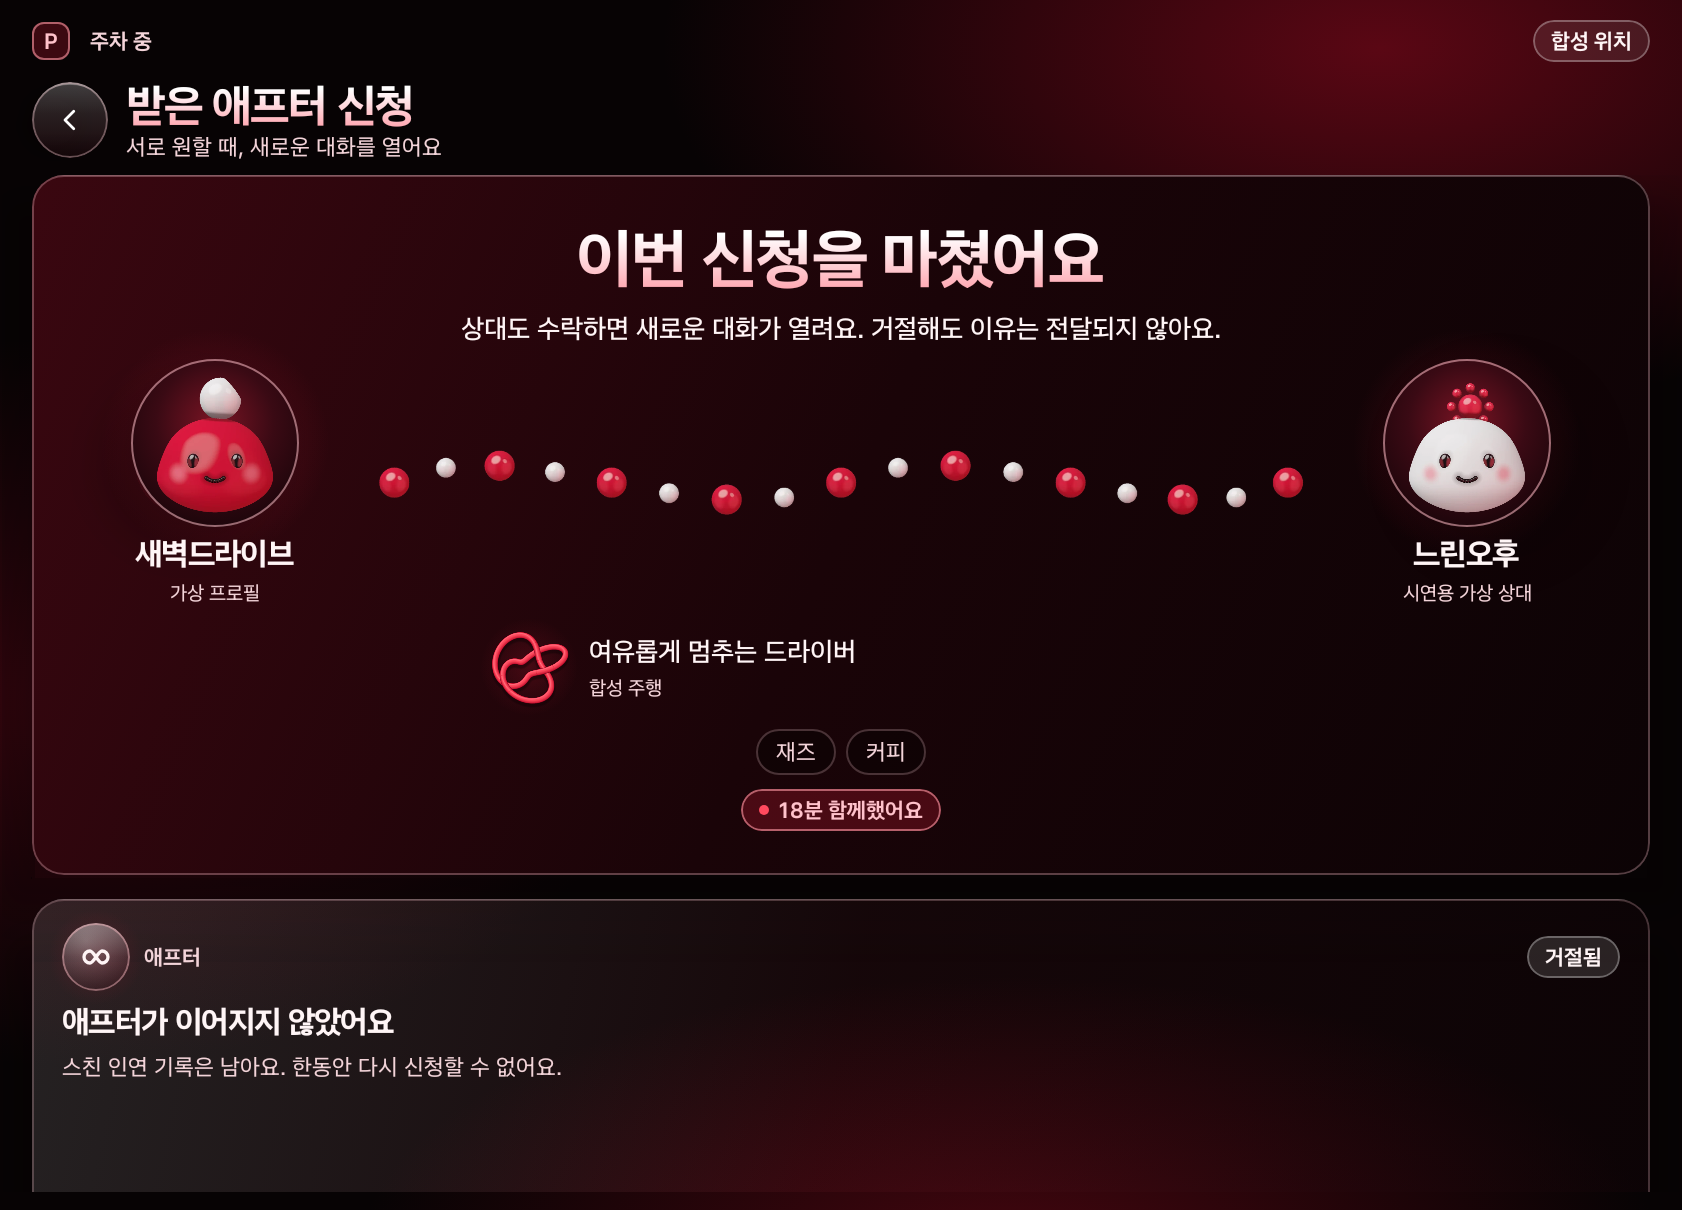 P 주차 중
합성 위치
받은 애프터 신청
서로 원할 때, 새로운 대화를 열어요
이번 신청을 마쳤어요
상대도 수락하면 새로운 대화가 열려요. 거절해도 이유는 전달되지 않아요.
새벽드라이브
가상 프로필
느린오후
시연용 가상 상대
여유롭게 멈추는 드라이버
합성 주행
재즈
커피
18분 함께했어요
애프터
거절됨
애프터가 이어지지 않았어요
스친 인연 기록은 남아요. 한동안 다시 신청할 수 없어요.